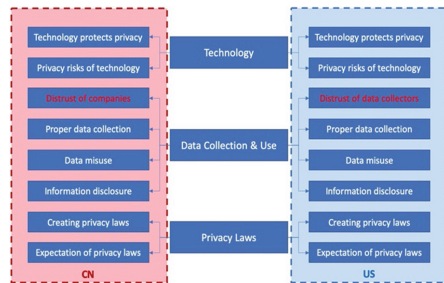 Technology protects privacy
Privacy risks of technology
Distrust of companies
Proper data collection
Data misuse
Information disclosure
Creating privacy laws
Expectation of privacy laws
CN
Technology
Data Collection & Use
Privacy Laws
Technology protects privacy
Privacy risks of technology
Distrust of data collectors
Proper data collection
Data misuse
Information disclosure
Creating privacy laws
Expectation of privacy laws
US